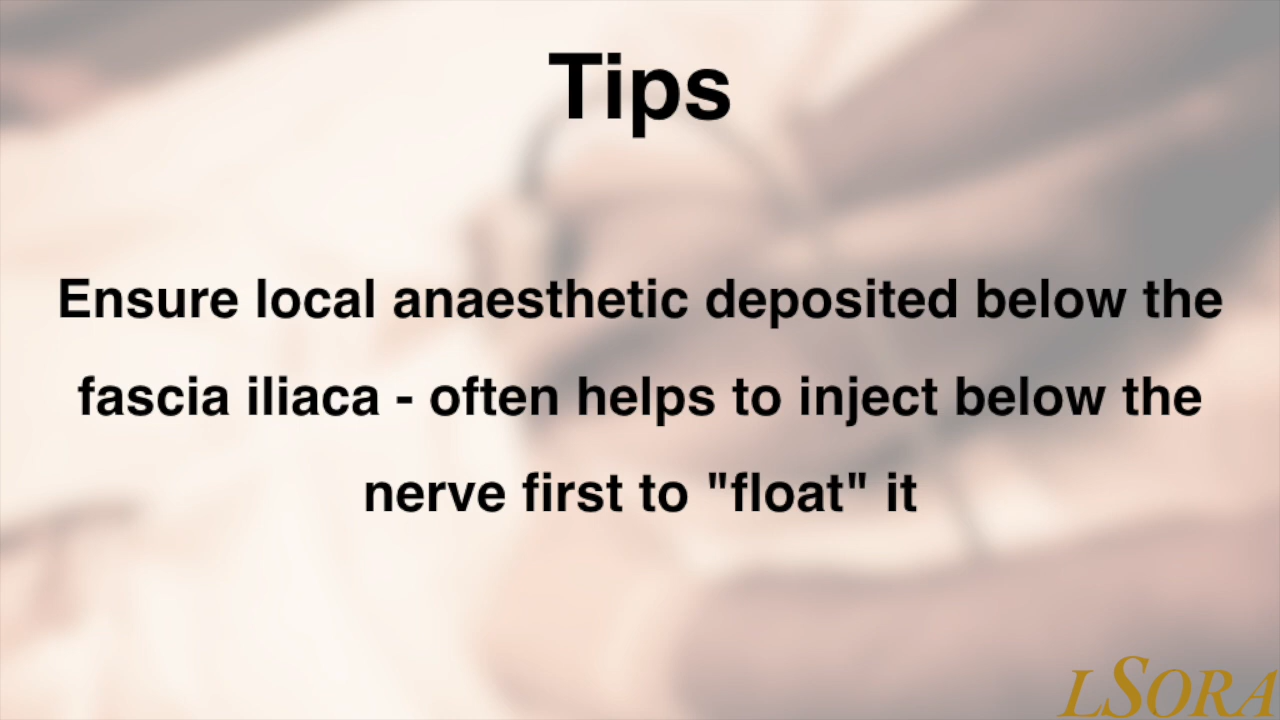 Tips
Ensure local anaesthetic deposited below the
fascia iliaca - often helps to inject below the
nerve first to "float" it
LSORA